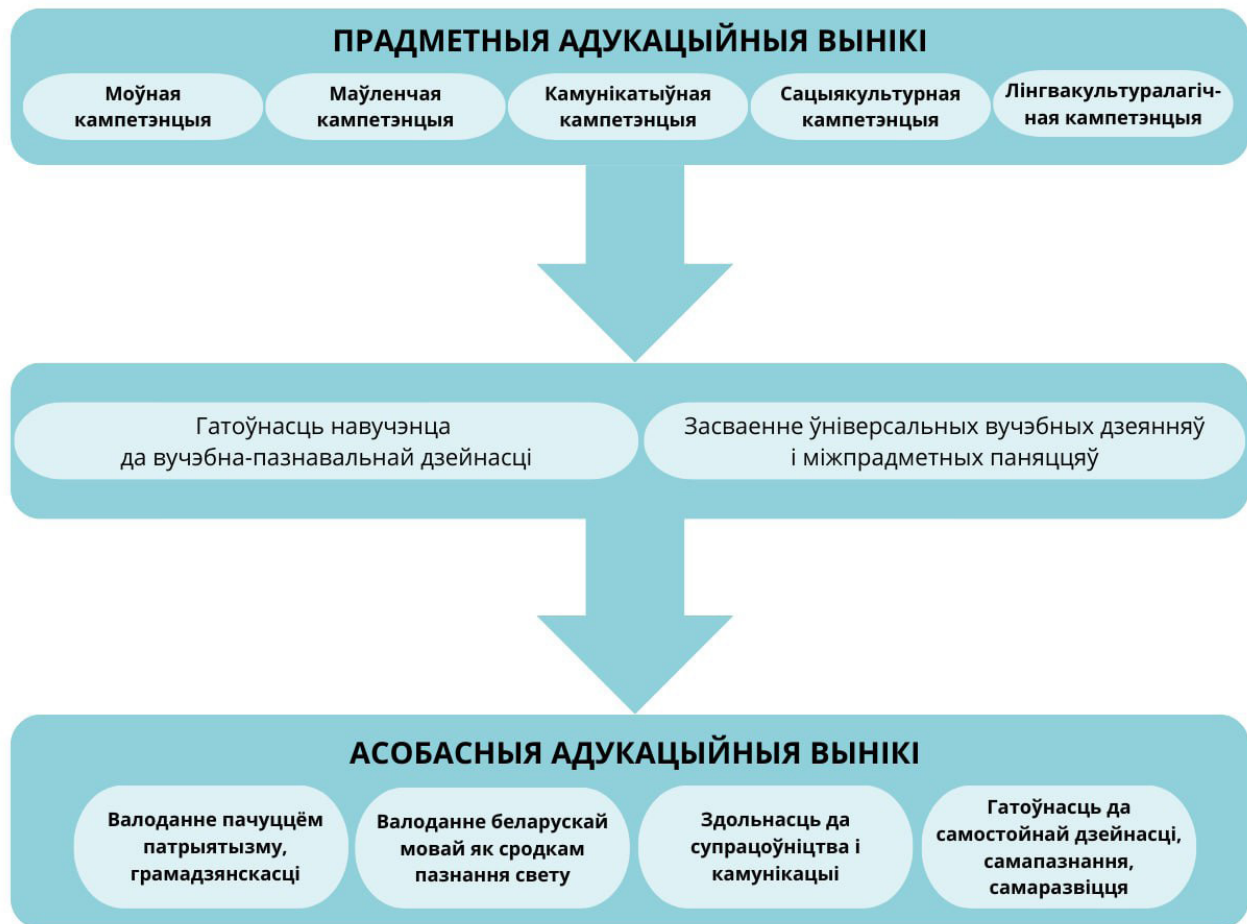 ПРАДМЕТНЫЯ АДУКАЦЫЙНЫЯ ВЫНІКІ
Моўная
кампетэнцыя
Маўленчая
кампетэнцыя
Камунікатыўная
кампетэнцыя
Сацыякультурная
кампетэнцыя
Лінгвакультуралагіч-
ная кампетэнцыя
Гатоўнасць навучэнца
да вучэбна-пазнавальнай дзейнасці
Засваенне ўніверсальных вучэбных дзеянняў
і міжпрадметных паняццяў
АСОБАСНЫЯ АДУКАЦЫЙНЫЯ ВЫНІКІ
Валоданне пачуццём
патрыятызму,
грамадзянскасці
Валоданне беларускай
мовай як сродкам
пазнання свету
Здольнасць да
супрацоўніцтва і
камунікацыі
Гатоўнасць да
самостойнай дзейнасці,
самапазнання,
самаразвіцця